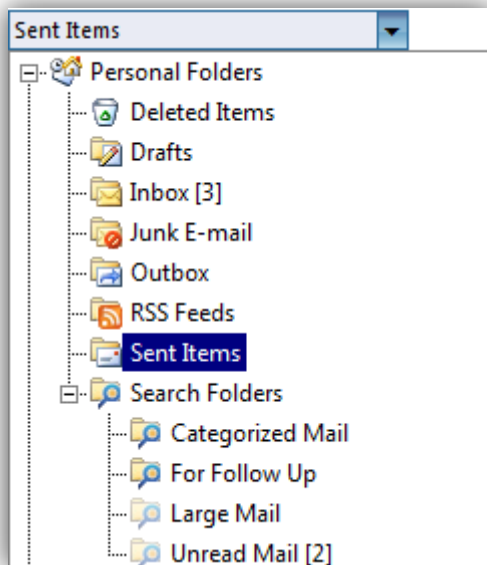 Sent Items
Personal Folders
Deleted Items
Drafts
Inbox [3]
Junk E-mail
Outbox
RSS Feeds
Sent Items
Search Folders
Categorized Mail
For Follow Up
Large Mail
Unread Mail [2]